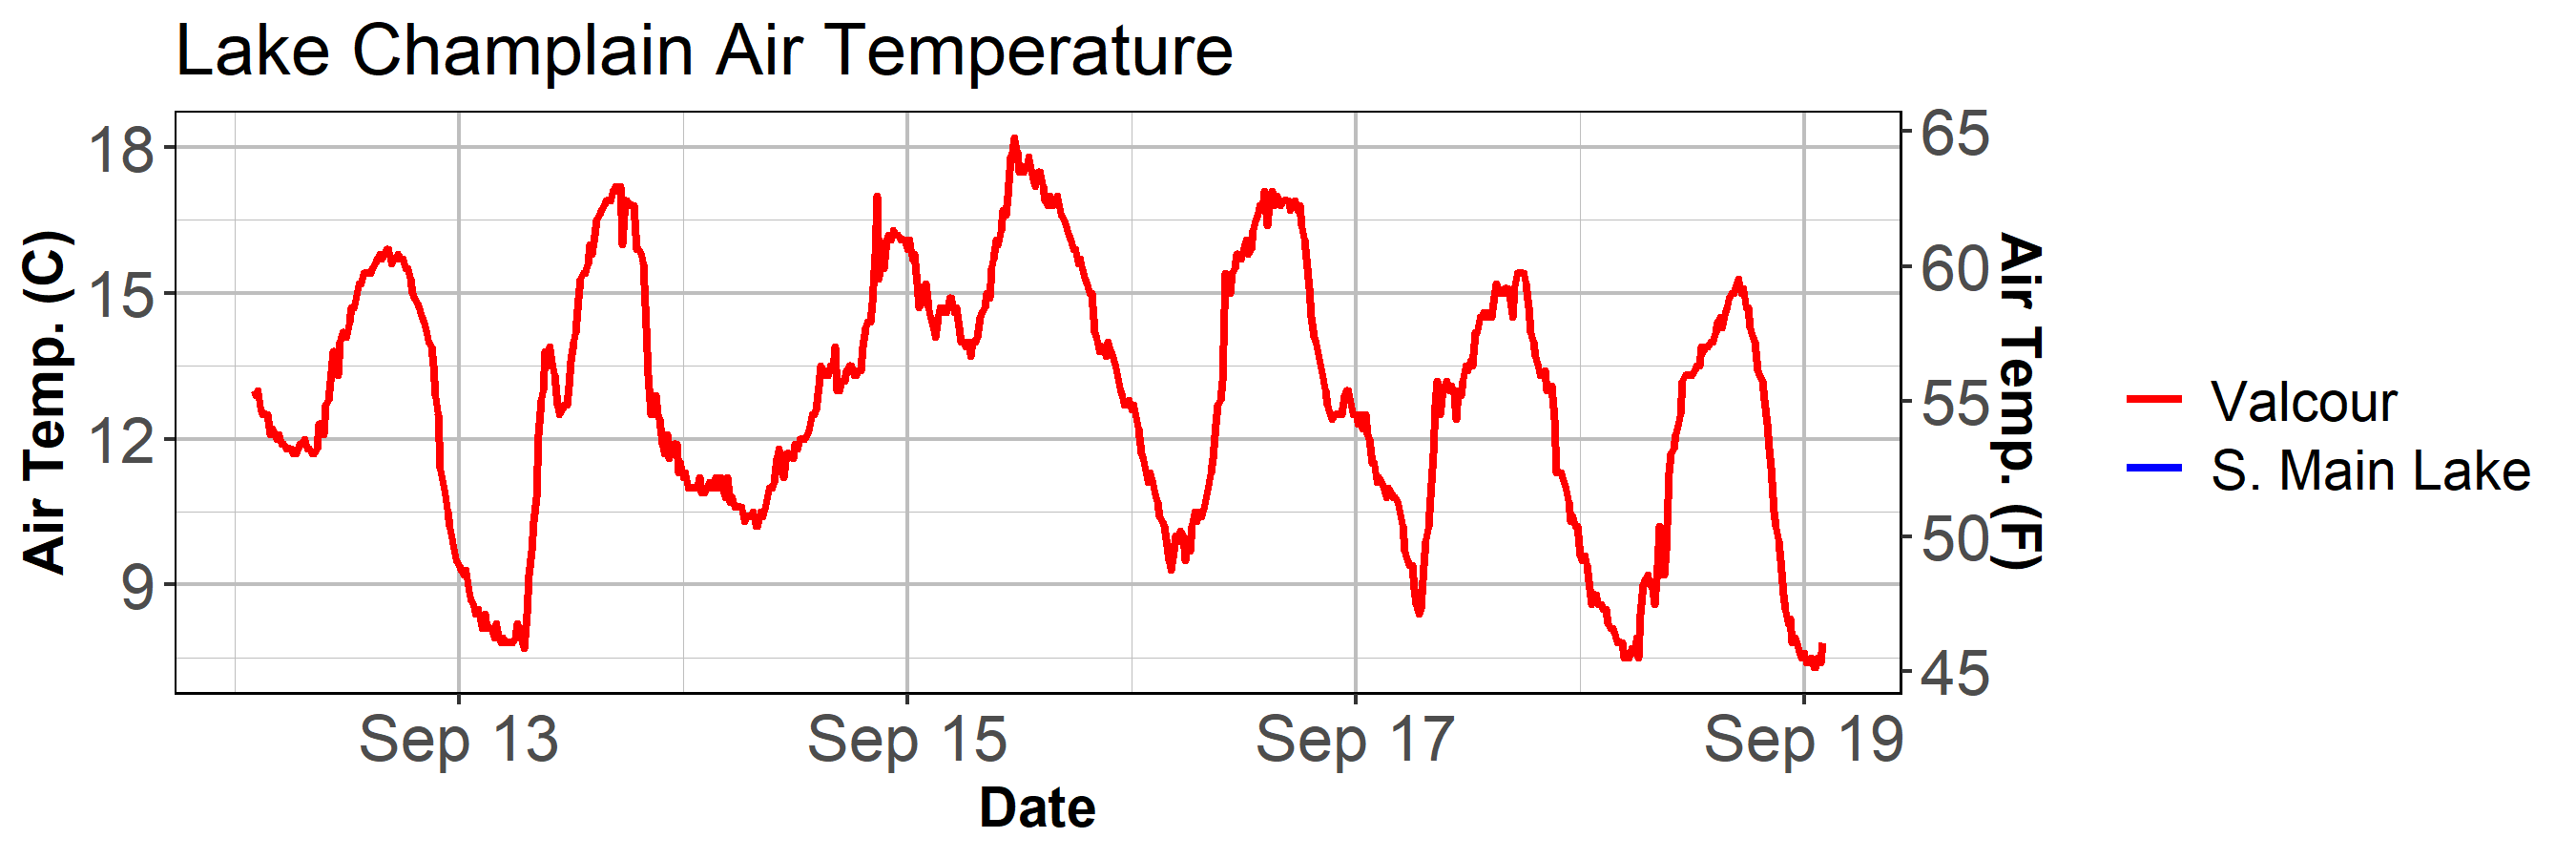 Lake Champlain Air Temperature
18
15
12
9
Air Temp. (C)
65
60
55
50
45
Air Temp. (F)
Sep 13
Sep 15
Sep 17
Sep 19
Date
Valcour
S. Main Lake